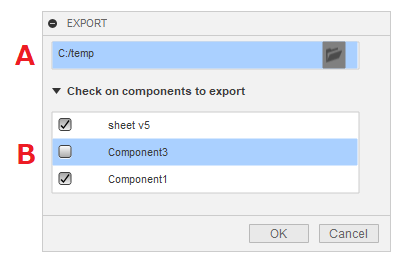 EXPORT
A
C:/temp
Check on components to export
sheet v5
B
Component3
Component1
OK
Cancel